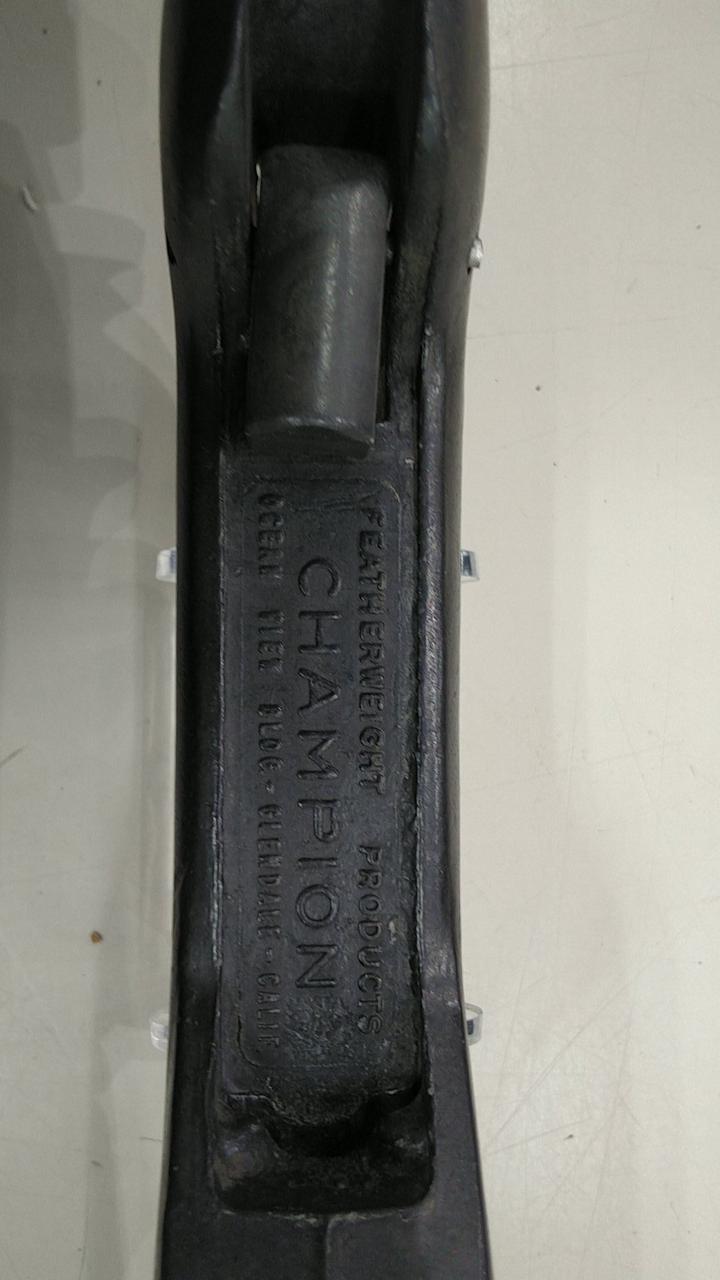 FEATHERWEIGHT PRODUCTS
CHAMPION
OCEAN VIEW BLDG - GLENDALE - CALIF